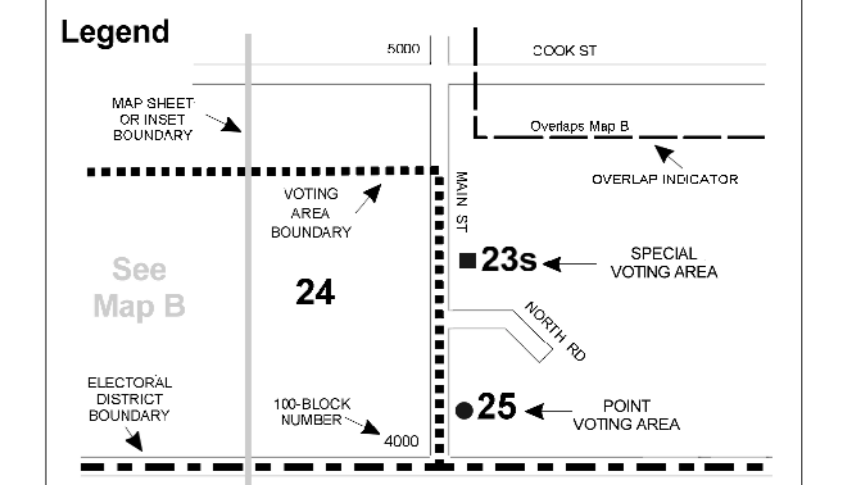 Legend
5000
COOK ST
MAP SHEET
OR INSET
BOUNDARY
Overlaps Map B
OVERLAP INDICATOR
VOTING
AREA
BOUNDARY
MAIN ST
See
Map B
24
23s
SPECIAL
VOTING AREA
NORTH RD
ELECTORAL
DISTRICT
BOUNDARY
100-BLOCK
NUMBER
4000
25
POINT
VOTING AREA